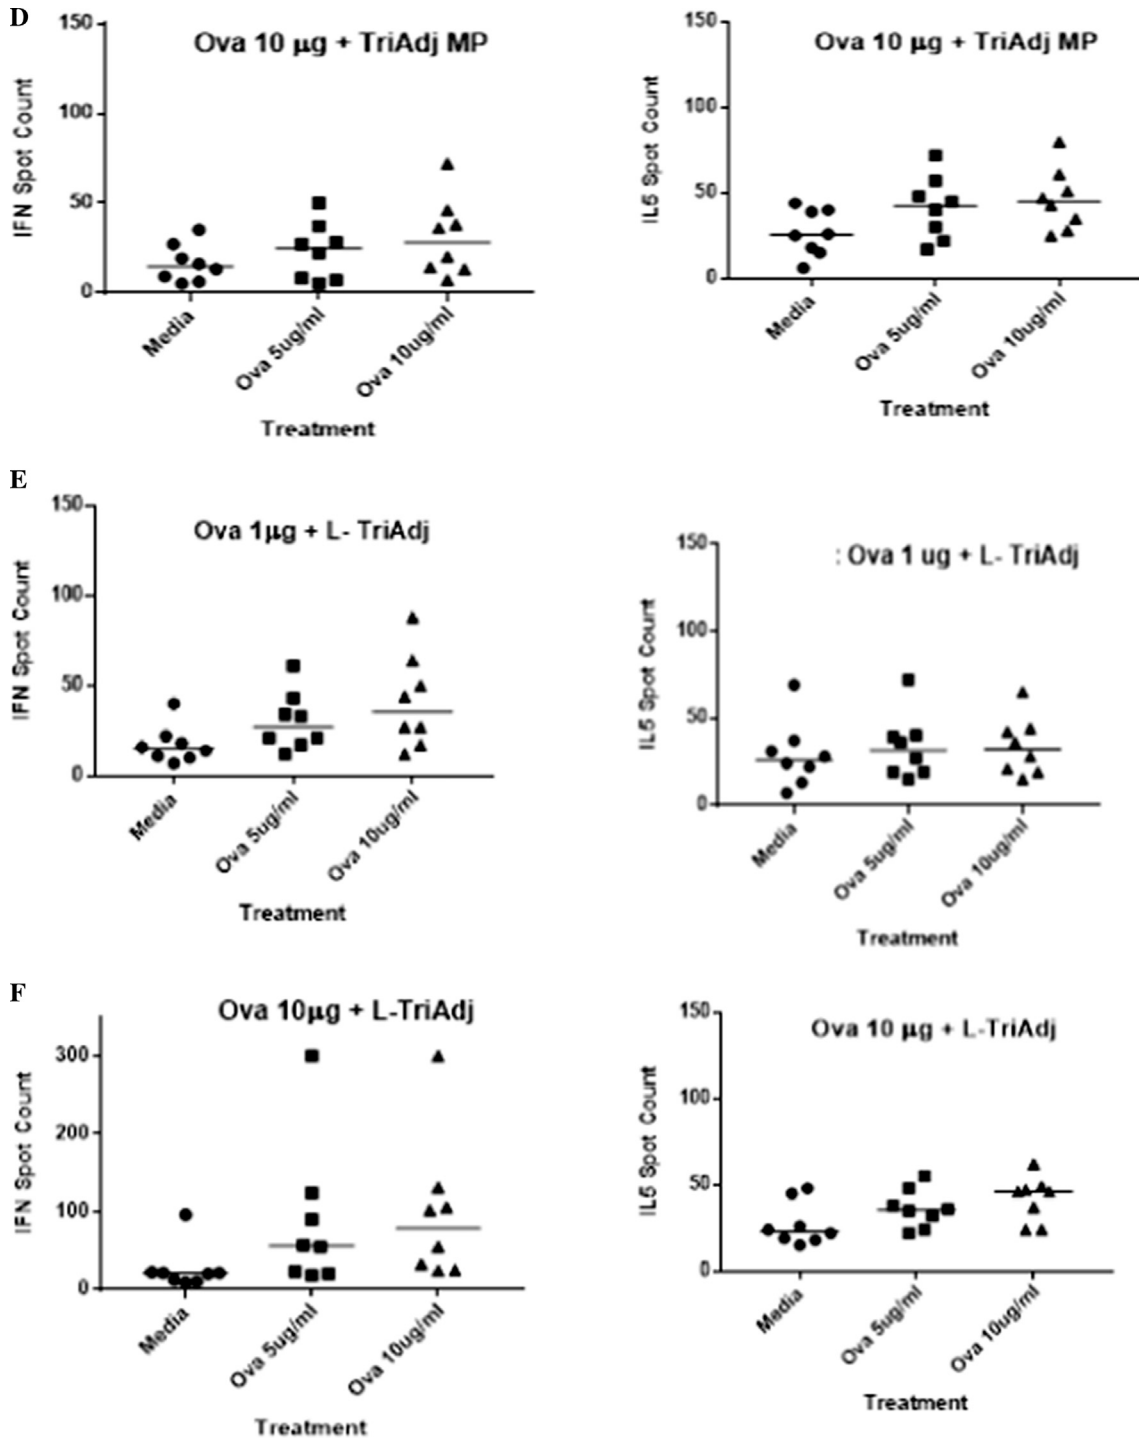 D
Ova 10 µg + TriAdj MP
IFN Spot Count
150
100
50
0
Media
Ova 5ug/ml
Ova 10ug/ml
Treatment
Ova 10 µg + TriAdj MP
IL5 Spot Count
150
100
50
0
Media
Ova 5ug/ml
Ova 10ug/ml
Treatment
E
Ova 1µg + L- TriAdj
IFN Spot Count
150
100
50
0
Media
Ova 5ug/ml
Ova 10ug/ml
Treatment
: Ova 1 ug + L- TriAdj
IL5 Spot Count
150
100
50
0
Media
Ova 5ug/ml
Ova 10ug/ml
Treatment
F
Ova 10µg + L-TriAdj
IFN Spot Count
300
200
100
0
Media
Ova 5ug/ml
Ova 10ug/ml
Treatment
Ova 10 µg + L-TriAdj
IL5 Spot Count
150
100
50
0
Media
Ova 5ug/ml
Ova 10ug/ml
Treatment